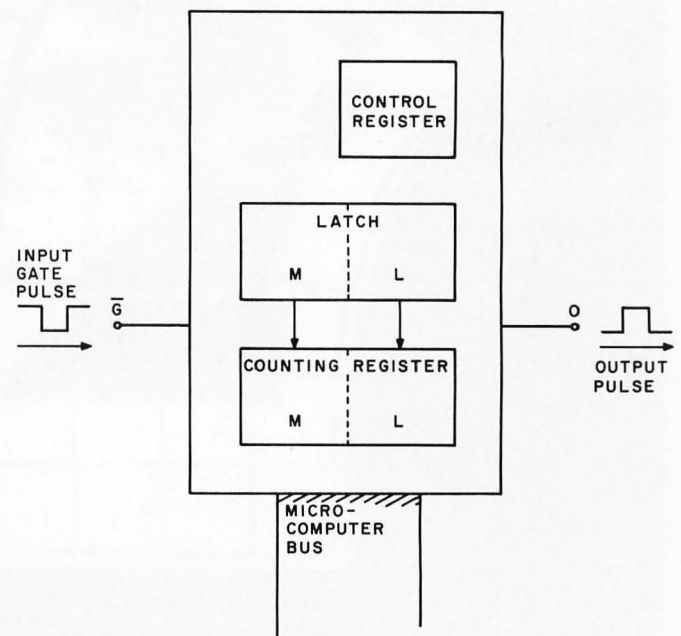 CONTROL
REGISTER
LATCH
M L
INPUT
GATE
PULSE
G̅
O
COUNTING REGISTER
M L
OUTPUT
PULSE
MICRO-
COMPUTER
BUS